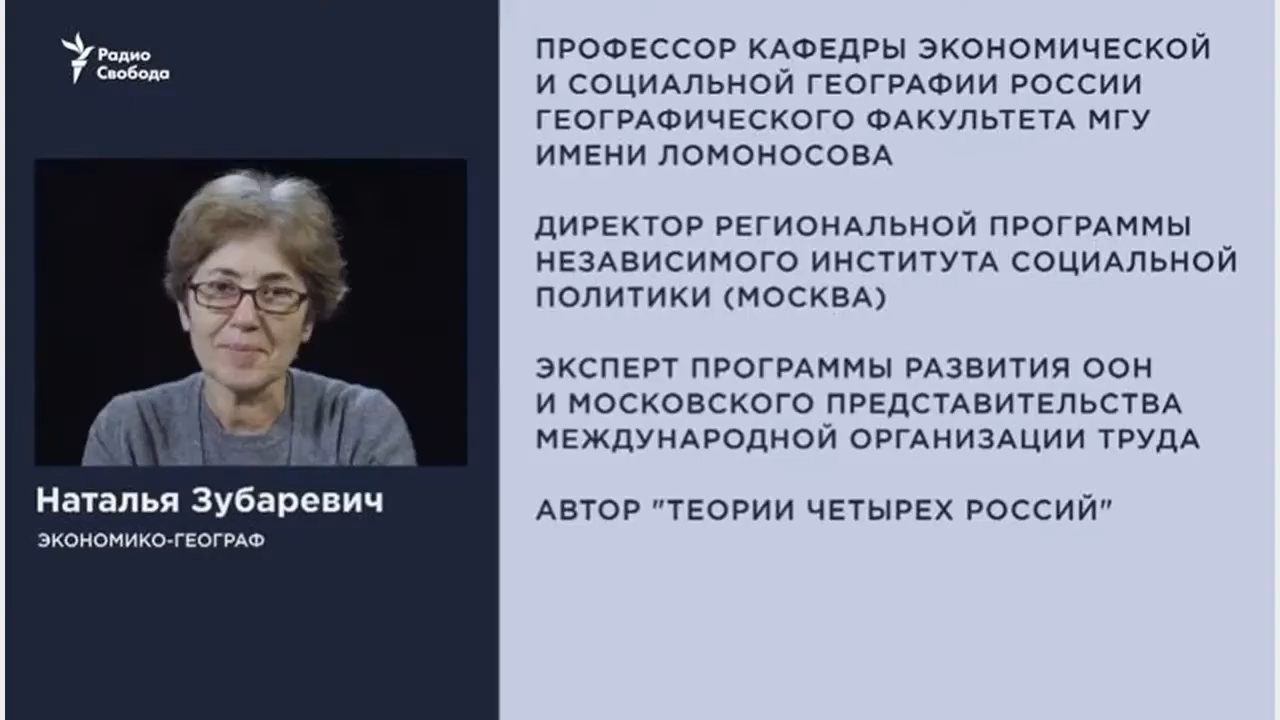 Радио
Свобода
ПРОФЕССОР КАФЕДРЫ ЭКОНОМИЧЕСКОЙ
И СОЦИАЛЬНОЙ ГЕОГРАФИИ РОССИИ
ГЕОГРАФИЧЕСКОГО ФАКУЛЬТЕТА МГУ
ИМЕНИ ЛОМОНОСОВА
ДИРЕКТОР РЕГИОНАЛЬНОЙ ПРОГРАММЫ
НЕЗАВИСИМОГО ИНСТИТУТА СОЦИАЛЬНОЙ
ПОЛИТИКИ (МОСКВА)
ЭКСПЕРТ ПРОГРАММЫ РАЗВИТИЯ ООН
И МОСКОВСКОГО ПРЕДСТАВИТЕЛЬСТВА
МЕЖДУНАРОДНОЙ ОРГАНИЗАЦИИ ТРУДА
АВТОР "ТЕОРИИ ЧЕТЫРЕХ РОССИЙ"
Наталья Зубаревич
ЭКОНОМИКО-ГЕОГРАФ